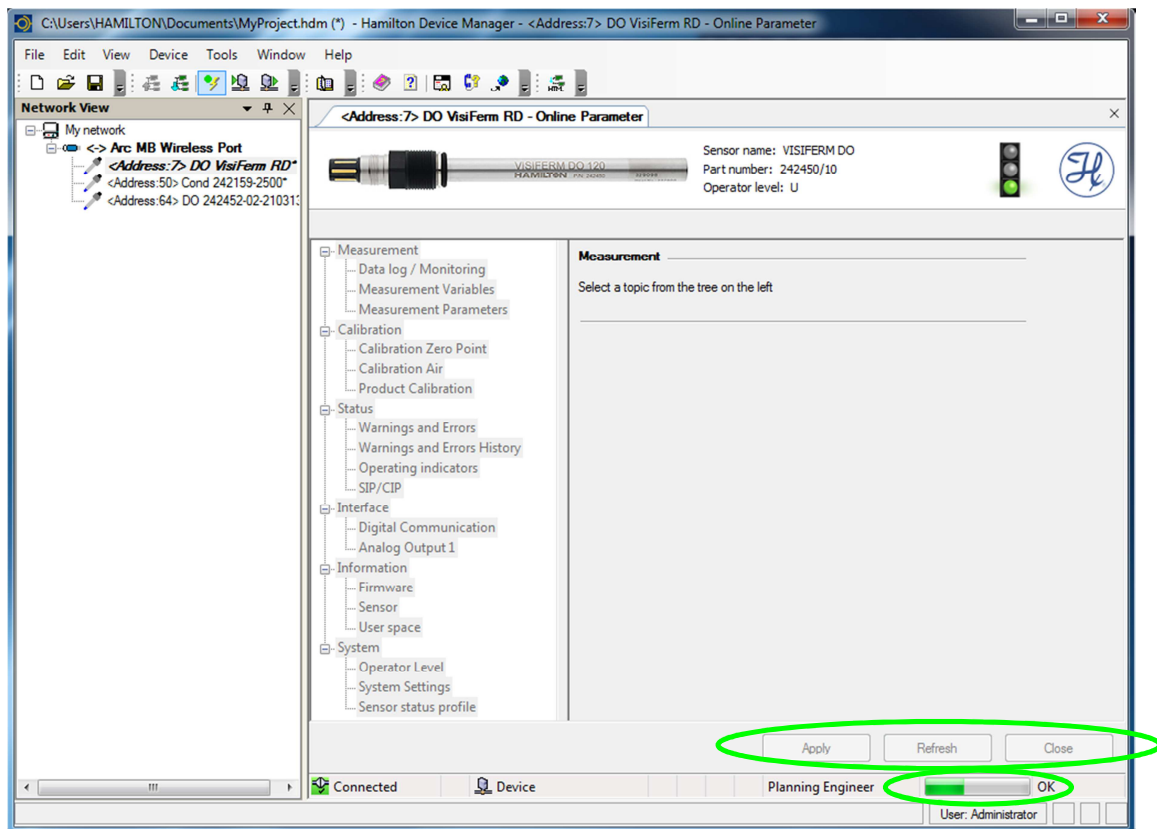 C:\Users\HAMILTON\Documents\MyProject.hdm (*) - Hamilton Device Manager - <Address:7> DO VisiFerm RD - Online Parameter
File Edit View Device Tools Window Help
Network View
<Address:7> DO VisiFerm RD - Online Parameter
My network
<-> Arc MB Wireless Port
<Address:7> DO VisiFerm RD*
<Address:50> Cond 242159-2500*
<Address:64> DO 242452-02-210313
VISIFERM DO 120
HAMILTON P/N 242450
Sensor name: VISIFERM DO
Part number: 242450/10
Operator level: U
H
Measurement
Data log / Monitoring
Measurement Variables
Measurement Parameters
Calibration
Calibration Zero Point
Calibration Air
Product Calibration
Status
Warnings and Errors
Warnings and Errors History
Operating indicators
SIP/CIP
Interface
Digital Communication
Analog Output 1
Information
Firmware
Sensor
User space
System
Operator Level
System Settings
Sensor status profile
Measurement
Select a topic from the tree on the left
Apply Refresh Close
Connected Device Planning Engineer OK
User: Administrator